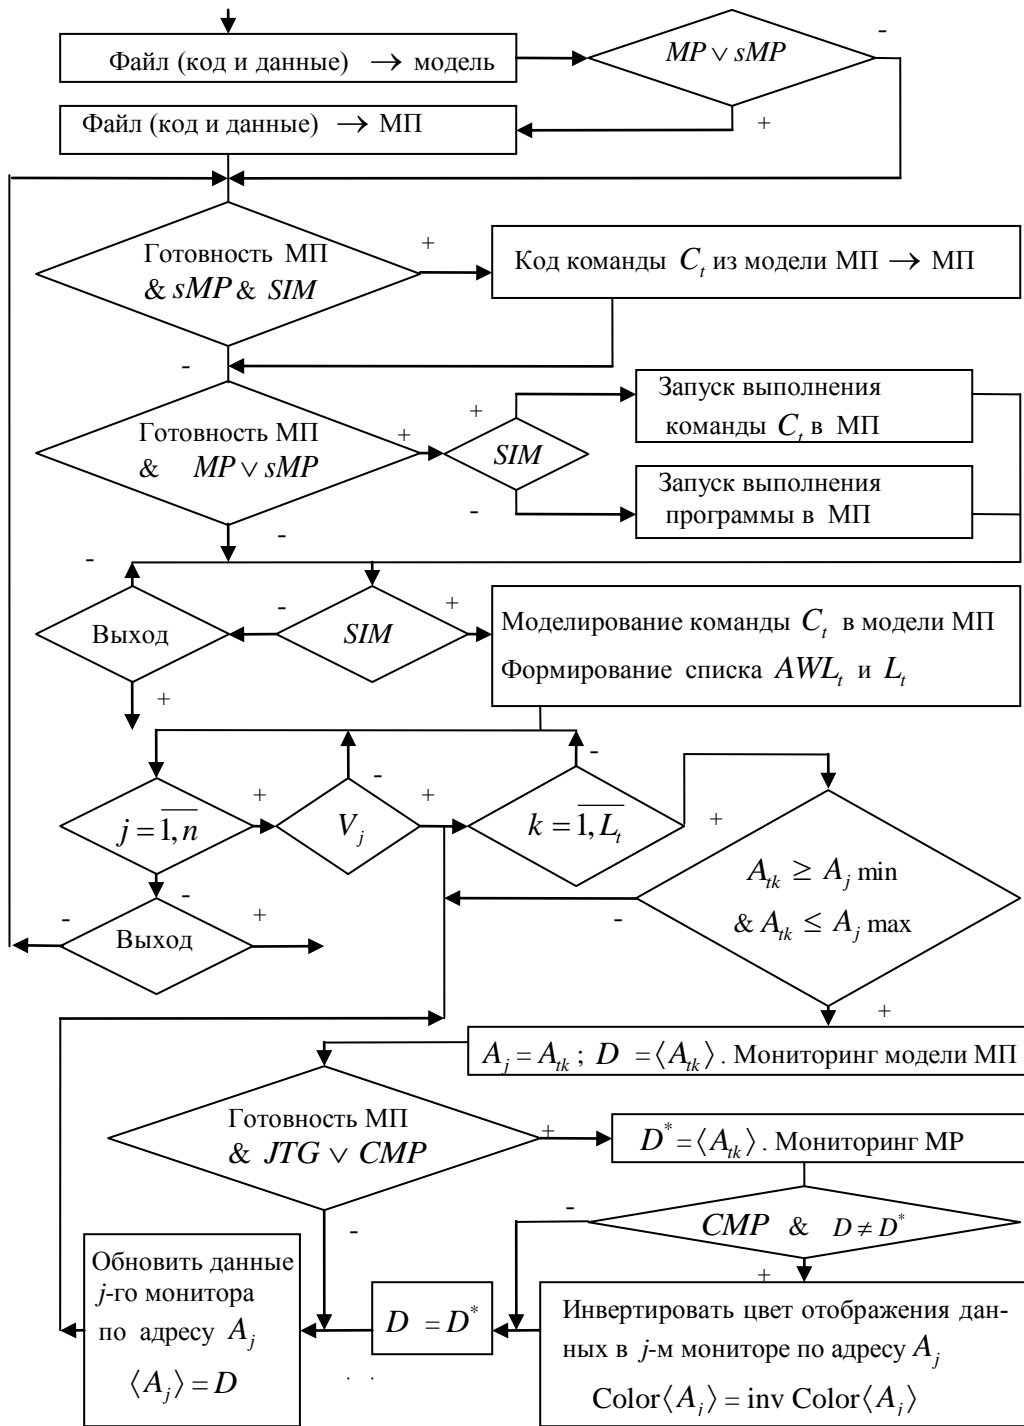 Файл (код и данные) → модель
MP ∨ sMP
-
+
Файл (код и данные) → МП
Готовность МП
& sMP & SIM
+
-
Код команды C_t из модели МП → МП
Готовность МП
& MP ∨ sMP
+
-
SIM
+
-
Запуск выполнения
команды C_t в МП
Запуск выполнения
программы в МП
-
Выход
+
-
SIM
+
Моделирование команды C_t в модели МП
Формирование списка AWL_t и L_t
j = 1, n
+
-
V_j
-
+
k = 1, L_t
-
+
A_tk ≥ A_j min
& A_tk ≤ A_j max
-
+
-
Выход
+
A_j = A_tk ; D = ⟨A_tk⟩ . Мониторинг модели МП
Готовность МП
& JTG ∨ CMP
+
-
D* = ⟨A_tk⟩ . Мониторинг МР
-
CMP & D ≠ D*
+
Обновить данные
j-го монитора
по адресу A_j
⟨A_j⟩ = D
D = D*
Инвертировать цвет отображения дан-
ных в j-м мониторе по адресу A_j
Color⟨A_j⟩ = inv Color⟨A_j⟩